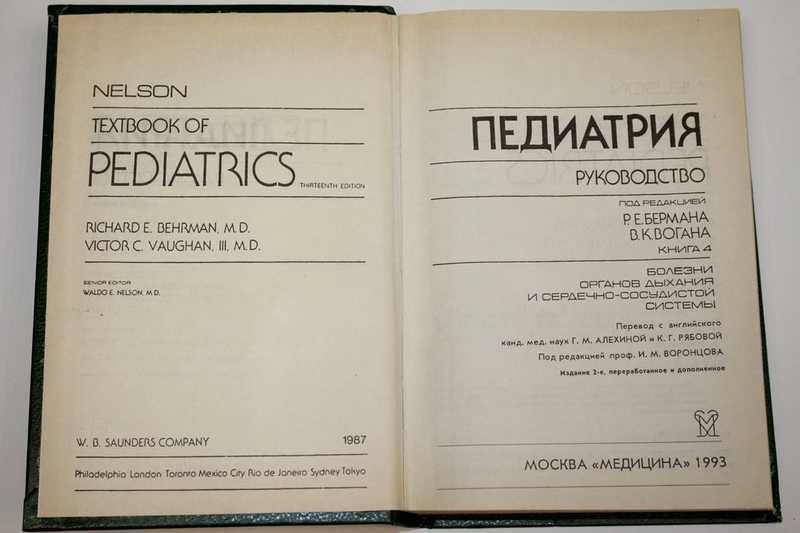 NELSON
TEXTBOOK OF
PEDIATRICS THIRTEENTH EDITION
RICHARD E. BEHRMAN, M.D.
VICTOR C. VAUGHAN, III, M.D.
SENIOR EDITOR
WALDO E. NELSON, M.D.
W. B. SAUNDERS COMPANY 1987
Philadelphia London Toronto Mexico City Rio de Janeiro Sydney Tokyo
ПЕДИАТРИЯ
РУКОВОДСТВО
ПОД РЕДАКЦИЕЙ
Р.Е.БЕРМАНА
В.К.ВОГАНА
КНИГА 4
БОЛЕЗНИ
ОРГАНОВ ДЫХАНИЯ
И СЕРДЕЧНО-СОСУДИСТОЙ
СИСТЕМЫ
Перевод с английского
канд. мед. наук Г. М. АЛЕХИНОЙ и К. Г. РЯБОВОЙ
Под редакцией проф. И. М. ВОРОНЦОВА
Издание 2-е, переработанное и дополненное
МОСКВА «МЕДИЦИНА» 1993